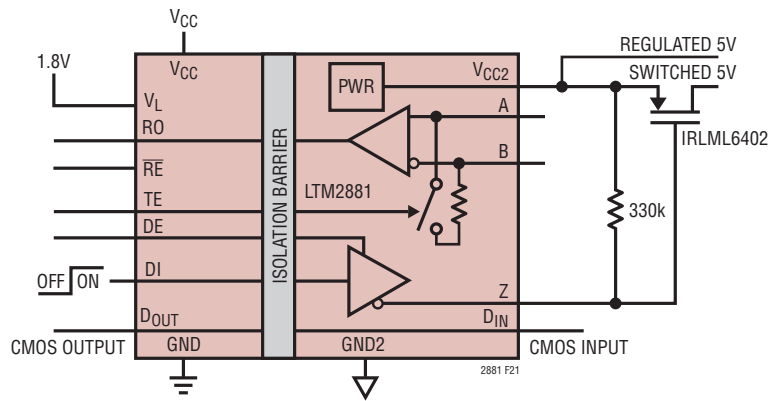 VCC
REGULATED 5V
1.8V
VCC
VCC2
SWITCHED 5V
PWR
VL
A
RO
IRLML6402
B
RE
ISOLATION BARRIER
LTM2881
TE
330k
DE
OFF ON
DI
Z
DOUT
DIN
CMOS OUTPUT
GND
GND2
CMOS INPUT
2881 F21